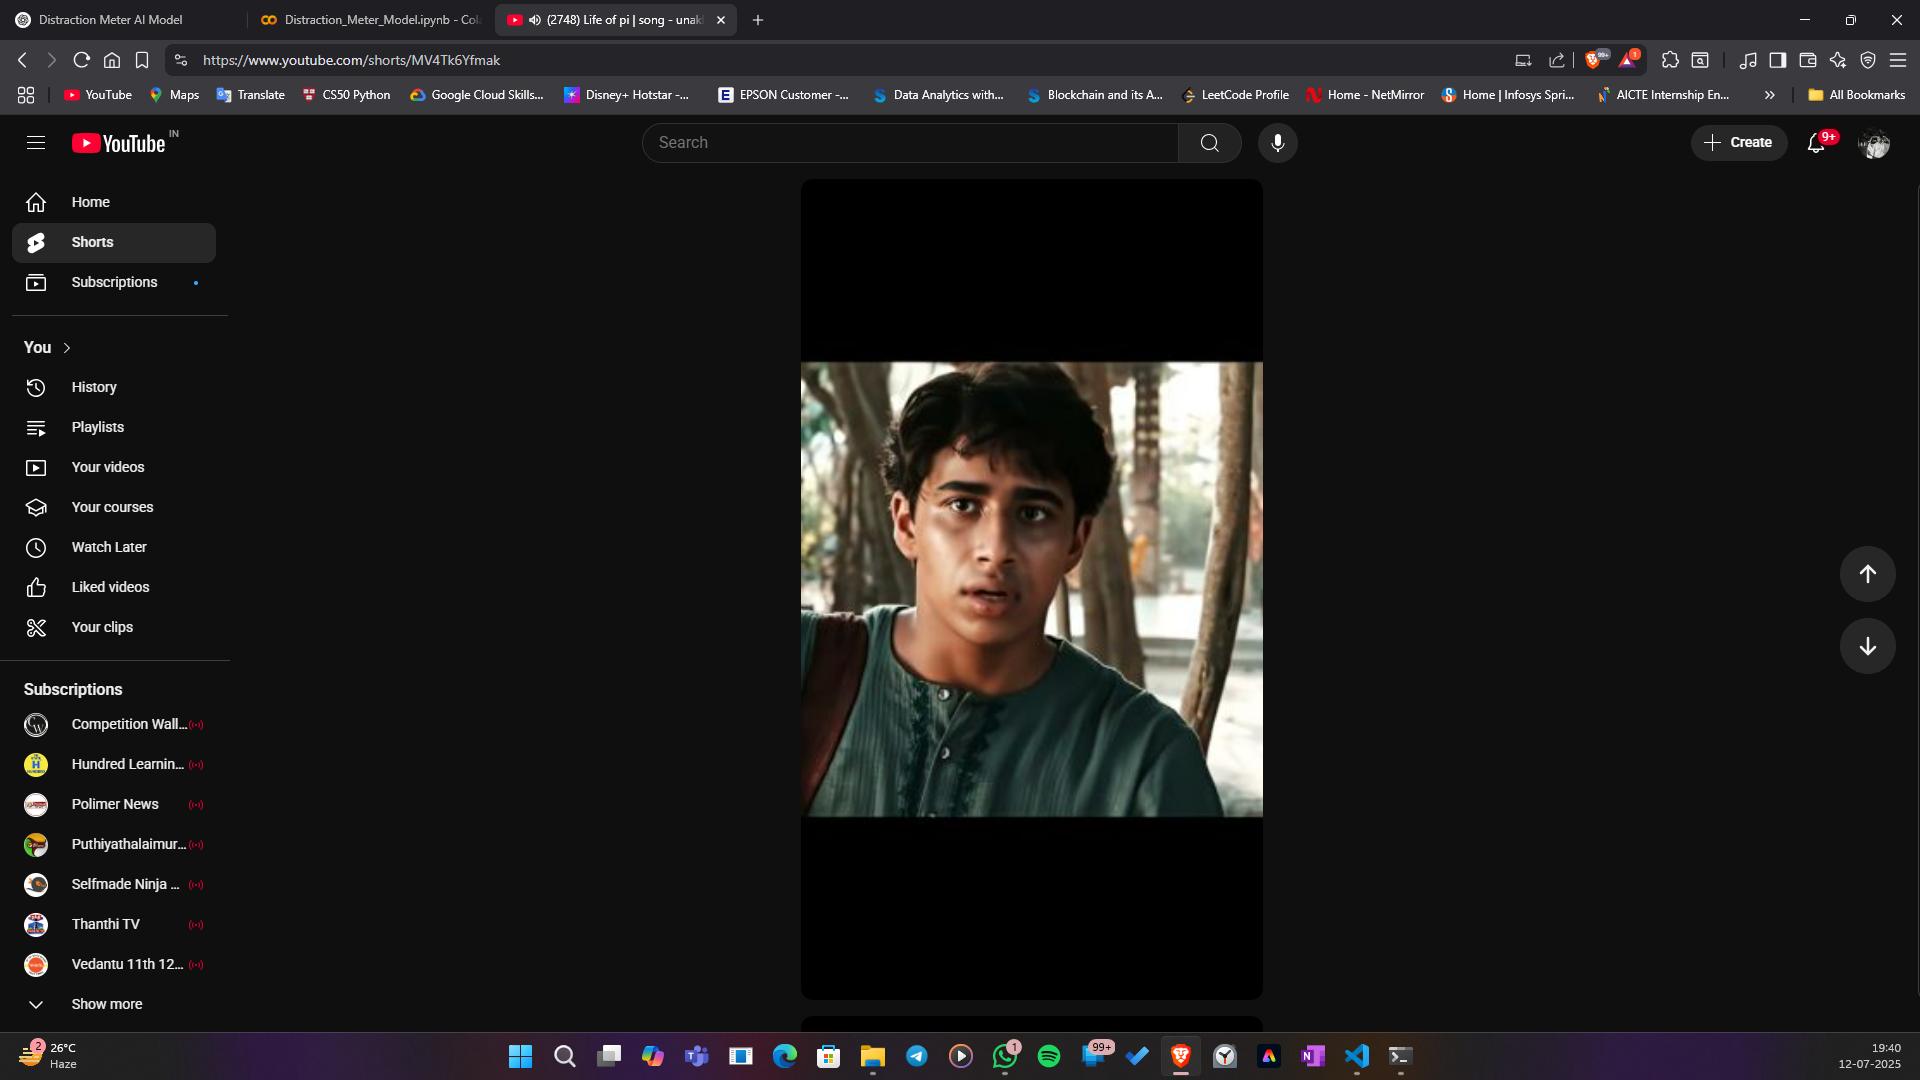 Distraction Meter AI Model
Distraction_Meter_Model.ipynb - Col
(2748) Life of pi | song - unak
https://www.youtube.com/shorts/MV4Tk6Yfmak
99+
1
YouTube
Maps
Translate
CS50 Python
Google Cloud Skills...
Disney+ Hotstar -...
EPSON Customer -...
Data Analytics with...
Blockchain and its A...
LeetCode Profile
Home - NetMirror
Home | Infosys Spri...
AICTE Internship En...
All Bookmarks
YouTube IN
Search
Create
9+
Home
Shorts
Subscriptions
You
History
Playlists
Your videos
Your courses
Watch Later
Liked videos
Your clips
Subscriptions
Competition Wall...
Hundred Learnin...
Polimer News
Puthiyathalaimur...
Selfmade Ninja ...
Thanthi TV
Vedantu 11th 12...
Show more
2
26°C
Haze
1
99+
19:40
12-07-2025